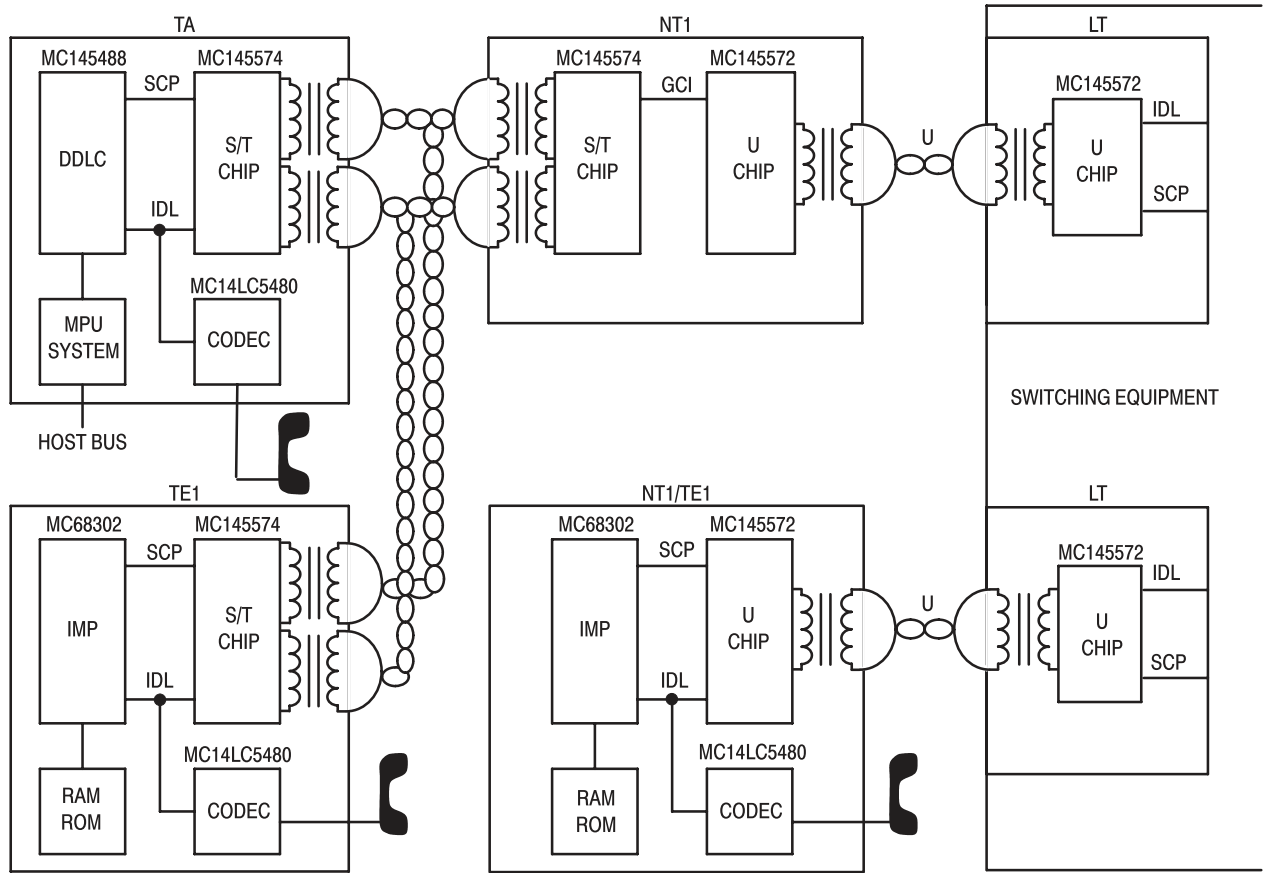 TA
MC145488
SCP
MC145574
DDLC
S/T
CHIP
IDL
MC14LC5480
MPU
SYSTEM
CODEC
HOST BUS
NT1
MC145574
GCI
MC145572
S/T
CHIP
U
CHIP
U
LT
MC145572
IDL
U
CHIP
SCP
SWITCHING EQUIPMENT
TE1
MC68302
SCP
MC145574
IMP
S/T
CHIP
IDL
MC14LC5480
RAM
ROM
CODEC
NT1/TE1
MC68302
SCP
MC145572
IMP
U
CHIP
IDL
MC14LC5480
RAM
ROM
CODEC
U
LT
MC145572
IDL
U
CHIP
SCP